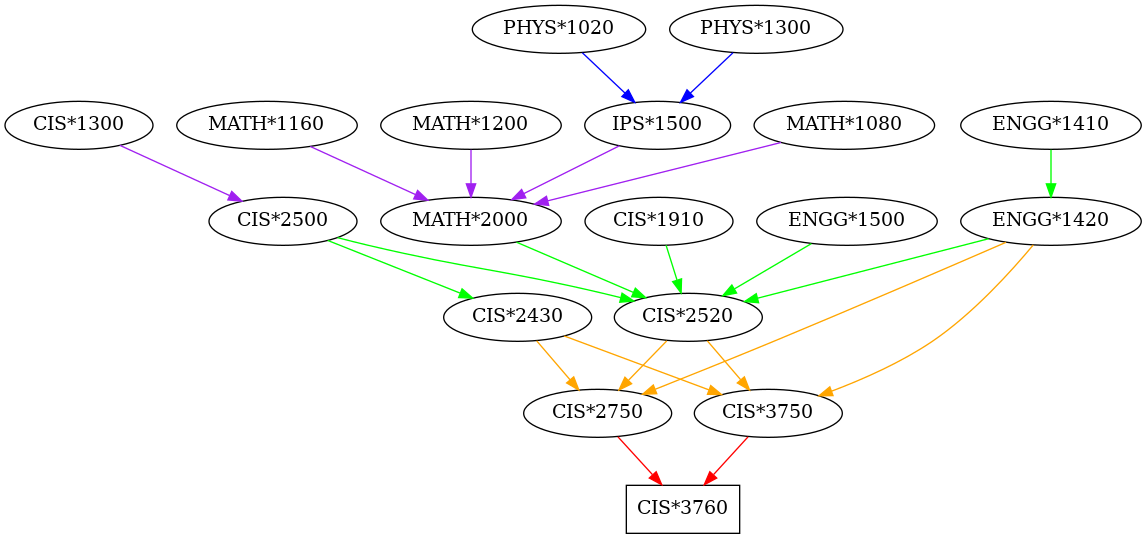 PHYS*1020
PHYS*1300
CIS*1300
MATH*1160
MATH*1200
IPS*1500
MATH*1080
ENGG*1410
CIS*2500
MATH*2000
CIS*1910
ENGG*1500
ENGG*1420
CIS*2430
CIS*2520
CIS*2750
CIS*3750
CIS*3760